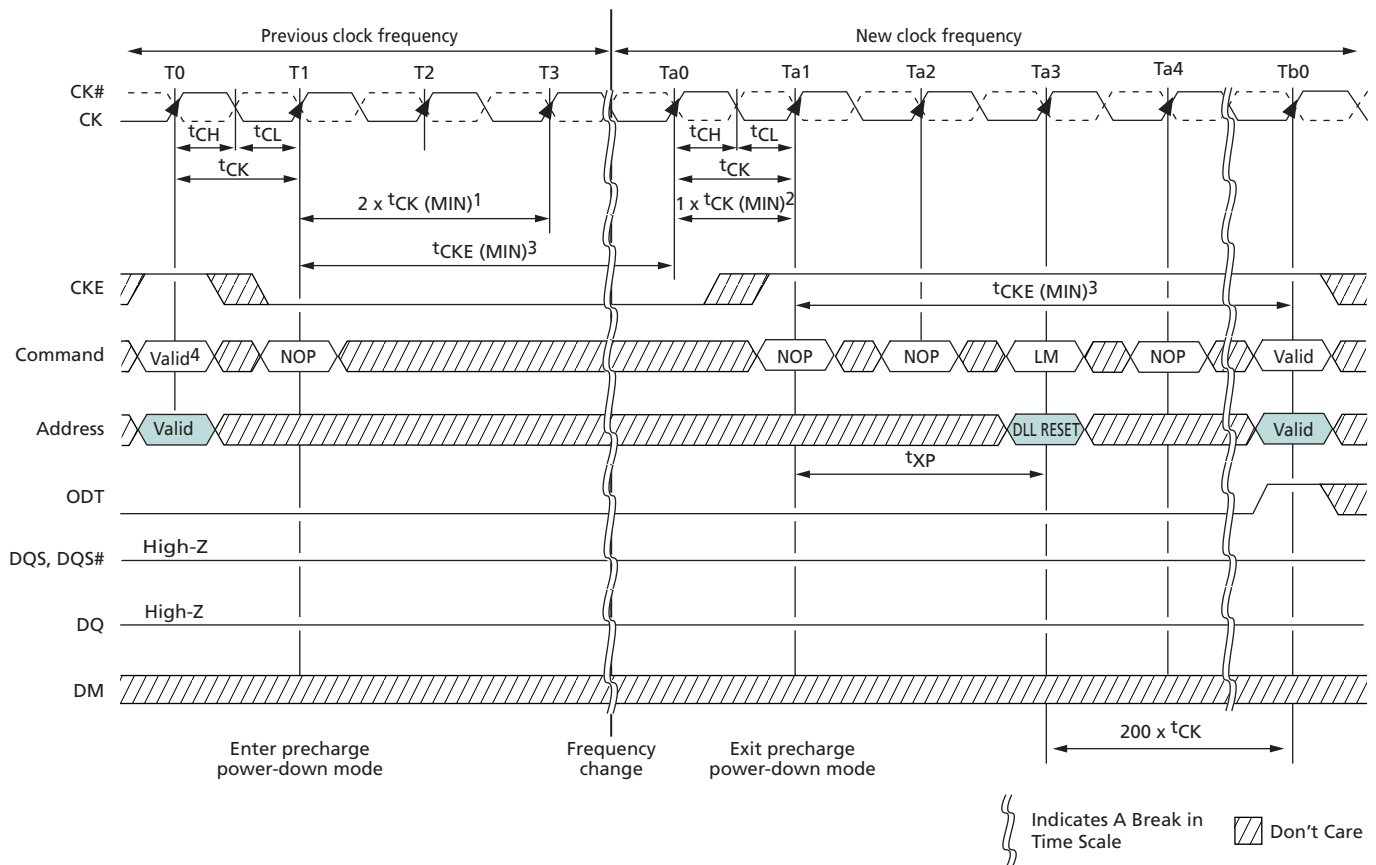 Previous clock frequency
New clock frequency
T0 T1 T2 T3 Ta0 Ta1 Ta2 Ta3 Ta4 Tb0
CK#
CK
tCH tCL tCH tCL
tCK tCK
2 x tCK (MIN)1 1 x tCK (MIN)2
tCKE (MIN)3
CKE tCKE (MIN)3
Command Valid4 NOP NOP NOP LM NOP Valid
Address Valid DLL RESET Valid
tXP
ODT
High-Z
DQS, DQS#
High-Z
DQ
DM
200 x tCK
Enter precharge
power-down mode
Frequency
change
Exit precharge
power-down mode
Indicates A Break in
Time Scale
Don't Care